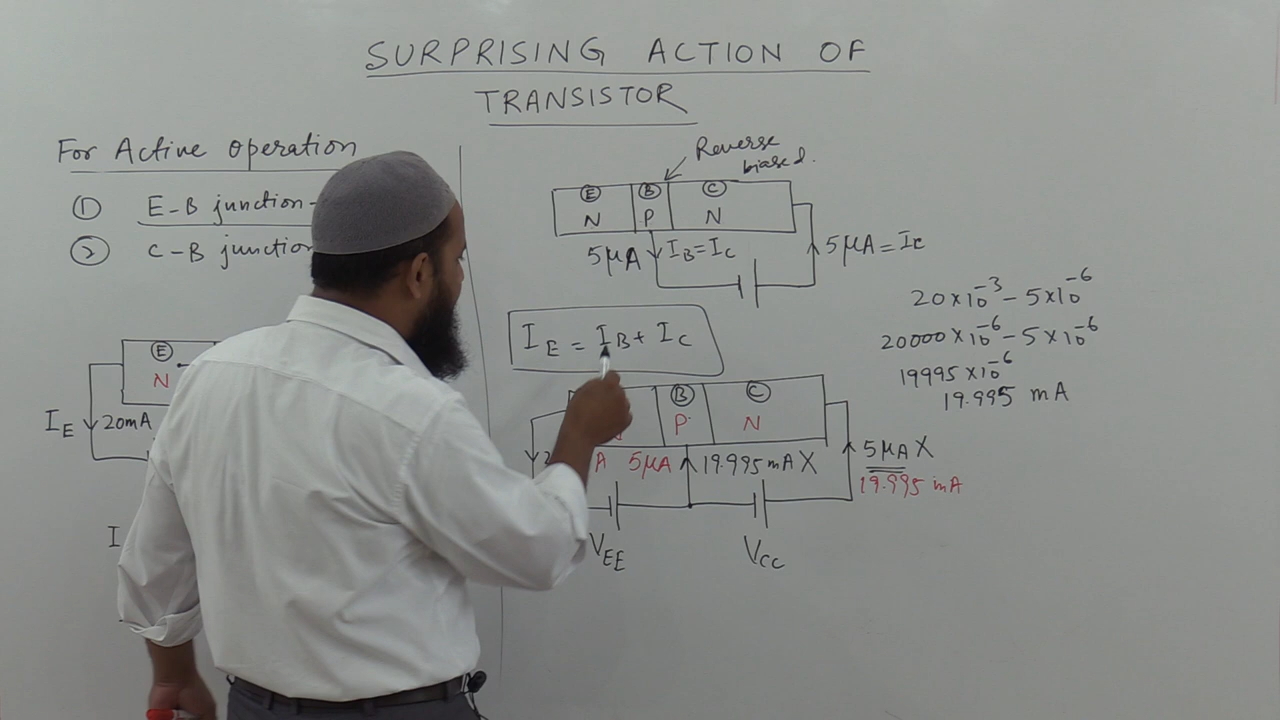 SURPRISING ACTION OF
TRANSISTOR
For Active Operation
① E-B junction-
② C-B junction
Ⓔ
N
I_E 20mA
I
Reverse
biased.
Ⓔ Ⓑ Ⓒ
N P N
5μA I_B=I_C 5μA=I_C
I_E = I_B + I_C
Ⓑ Ⓒ
P N
A 5μA 19.995 mA X 5μA X
19.995 mA
V_EE V_CC
20×10⁻³ - 5×10⁻⁶
20000×10⁻⁶ - 5×10⁻⁶
19995×10⁻⁶
19.995 mA